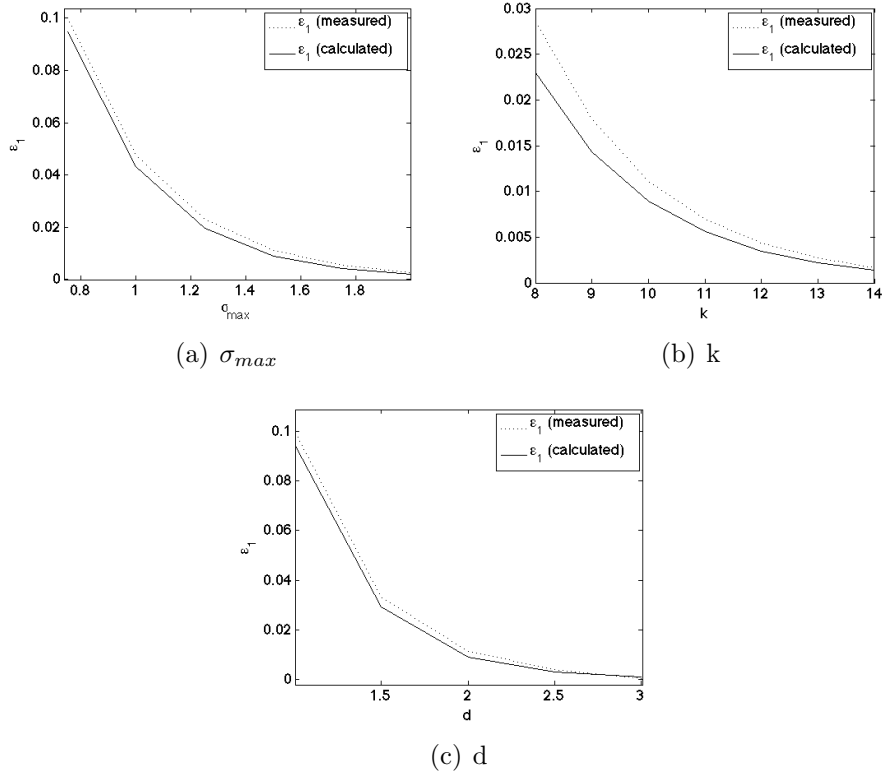 0.1
0.08
0.06
0.04
0.02
0
ε₁
0.8 1 1.2 1.4 1.6 1.8
σmax
ε₁ (measured)
ε₁ (calculated)
(a) σmax
0.03
0.025
0.02
0.015
0.01
0.005
0
ε₁
8 9 10 11 12 13 14
k
ε₁ (measured)
ε₁ (calculated)
(b) k
0.1
0.08
0.06
0.04
0.02
0
ε₁
1.5 2 2.5 3
d
ε₁ (measured)
ε₁ (calculated)
(c) d